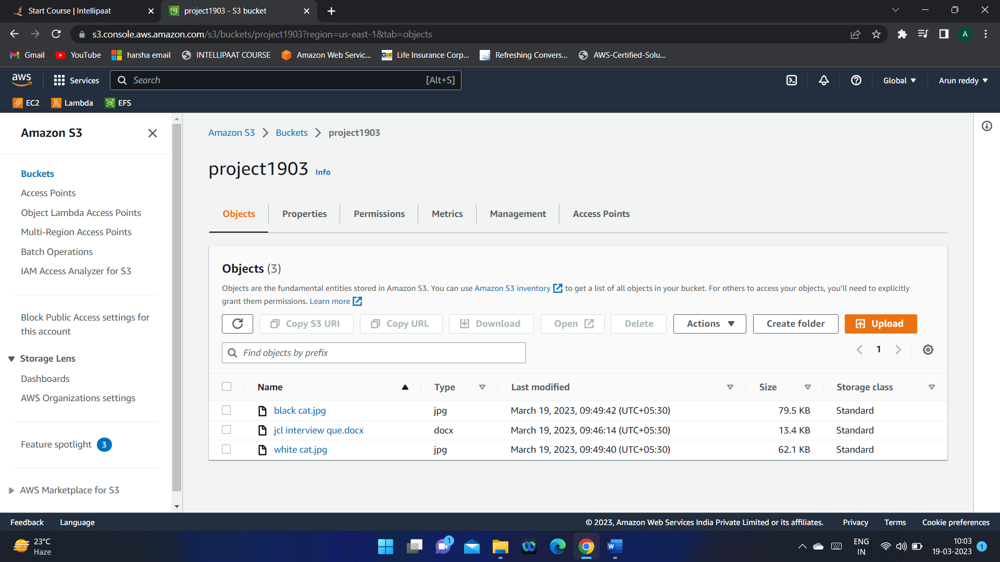 Start Course | Intellipaat
project1903 - S3 bucket
s3.console.aws.amazon.com/s3/buckets/project1903?region=us-east-1&tab=objects
A
Gmail YouTube harsha email INTELLIPAAT COURSE Amazon Web Servic... LIC Life Insurance Corp... Refreshing Convers... AWS-Certified-Solu...
aws Services Search [Alt+S] Global Arun reddy
EC2 Lambda EFS
Amazon S3
Buckets
Access Points
Object Lambda Access Points
Multi-Region Access Points
Batch Operations
IAM Access Analyzer for S3
Block Public Access settings for
this account
Storage Lens
Dashboards
AWS Organizations settings
Feature spotlight 3
AWS Marketplace for S3
Amazon S3 Buckets project1903
project1903 Info
Objects Properties Permissions Metrics Management Access Points
Objects (3)
Objects are the fundamental entities stored in Amazon S3. You can use Amazon S3 inventory to get a list of all objects in your bucket. For others to access your objects, you'll need to explicitly
grant them permissions. Learn more
Copy S3 URI Copy URL Download Open Delete Actions Create folder Upload
Find objects by prefix 1
Name Type Last modified Size Storage class
black cat.jpg jpg March 19, 2023, 09:49:42 (UTC+05:30) 79.5 KB Standard
jcl interview que.docx docx March 19, 2023, 09:46:14 (UTC+05:30) 13.4 KB Standard
white cat.jpg jpg March 19, 2023, 09:49:40 (UTC+05:30) 62.1 KB Standard
Feedback Language © 2023, Amazon Web Services India Private Limited or its affiliates. Privacy Terms Cookie preferences
23°C
Haze
1
W
ENG
IN
10:03
19-03-2023
1